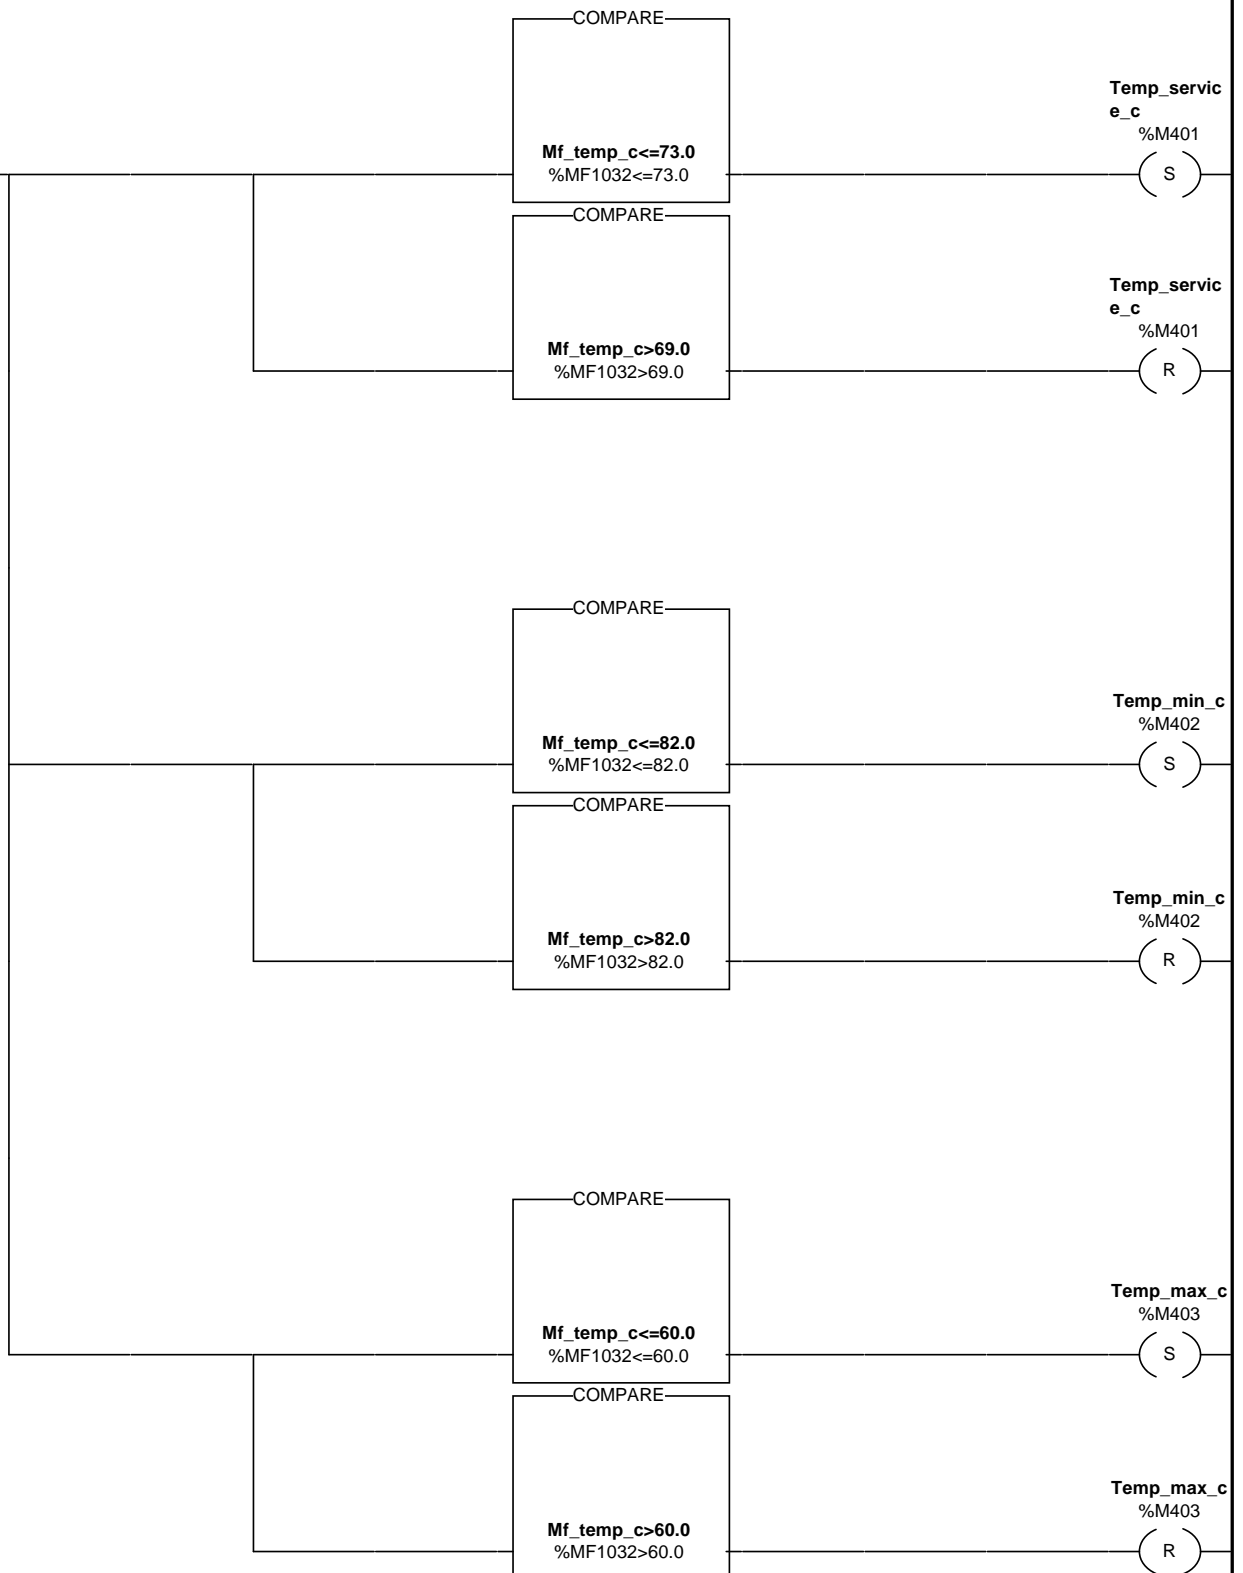 COMPARE
Temp_servic
e_c
%M401
Mf_temp_c<=73.0
%MF1032<=73.0
S
COMPARE
Temp_servic
e_c
%M401
Mf_temp_c>69.0
%MF1032>69.0
R
COMPARE
Temp_min_c
%M402
Mf_temp_c<=82.0
%MF1032<=82.0
S
COMPARE
Temp_min_c
%M402
Mf_temp_c>82.0
%MF1032>82.0
R
COMPARE
Temp_max_c
%M403
Mf_temp_c<=60.0
%MF1032<=60.0
S
COMPARE
Temp_max_c
%M403
Mf_temp_c>60.0
%MF1032>60.0
R